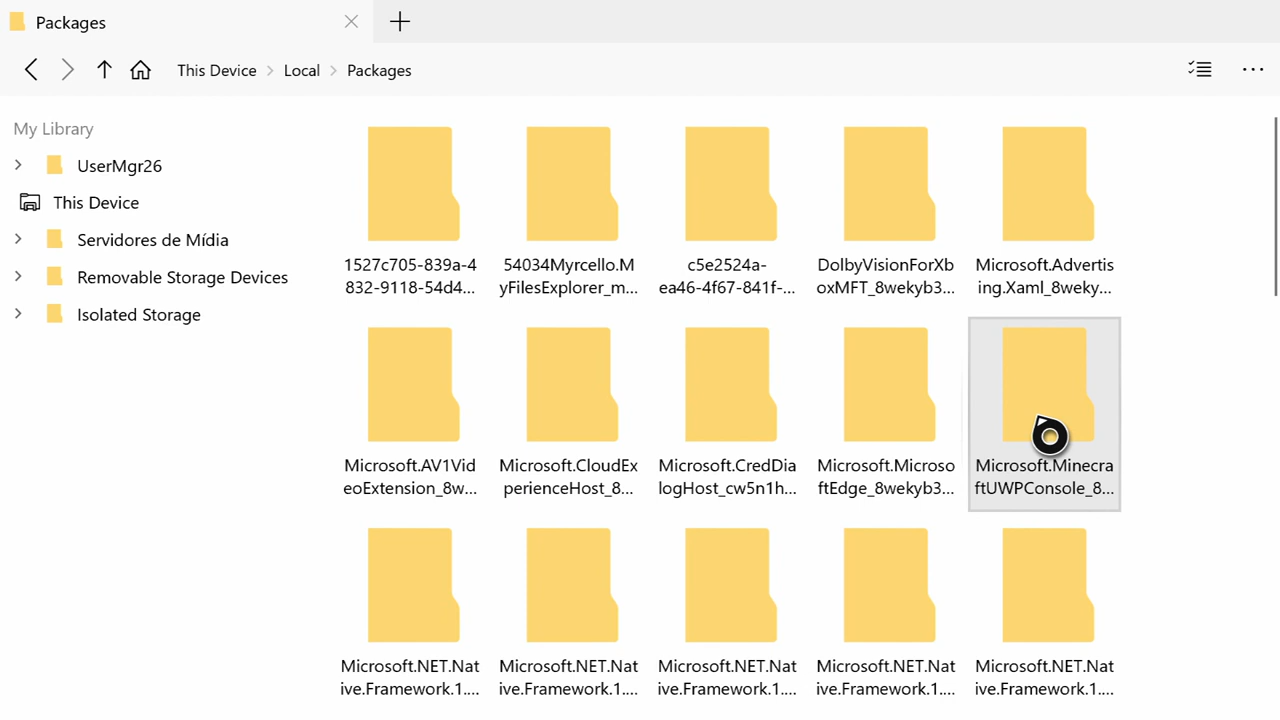 Packages
This Device
Local
Packages
My Library
UserMgr26
This Device
Servidores de Mídia
Removable Storage Devices
Isolated Storage
1527c705-839a-4
832-9118-54d4...
54034Myrcello.M
yFilesExplorer_m...
c5e2524a-
ea46-4f67-841f-...
DolbyVisionForXb
oxMFT_8wekyb3...
Microsoft.Advertis
ing.Xaml_8weky...
Microsoft.AV1Vid
eoExtension_8w...
Microsoft.CloudEx
perienceHost_8...
Microsoft.CredDia
logHost_cw5n1h...
Microsoft.Microso
ftEdge_8wekyb3...
Microsoft.Minecra
ftUWPConsole_8...
Microsoft.NET.Nat
ive.Framework.1....
Microsoft.NET.Nat
ive.Framework.1....
Microsoft.NET.Nat
ive.Framework.1....
Microsoft.NET.Nat
ive.Framework.1....
Microsoft.NET.Nat
ive.Framework.1....